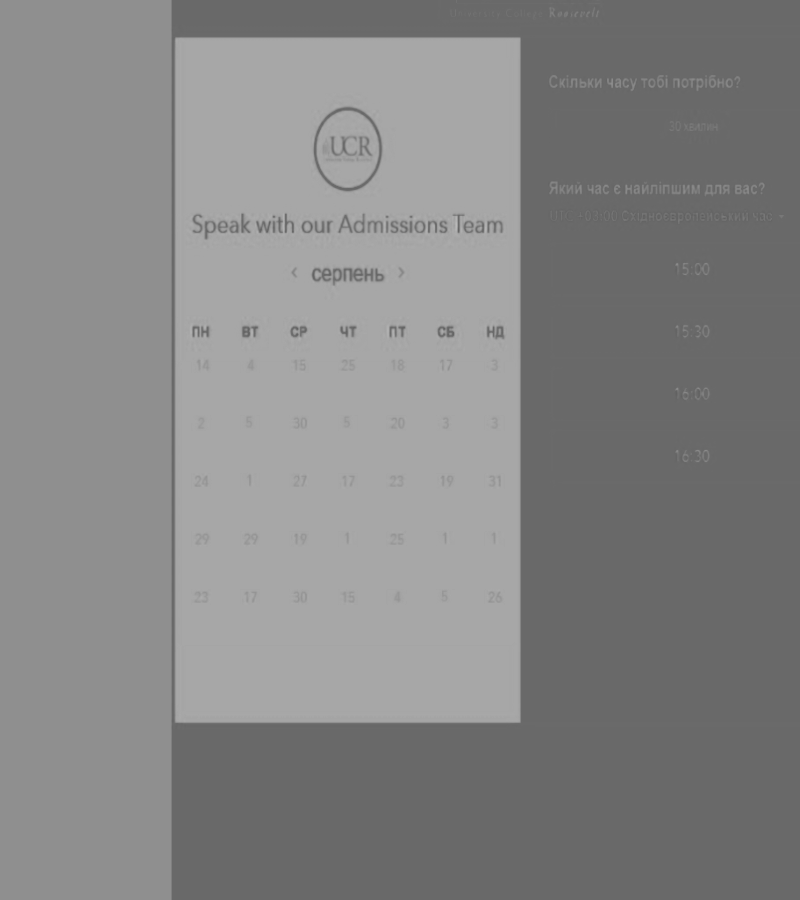 University College Roosevelt
UCR
Speak with our Admissions Team
‹ серпень ›
ПН ВТ СР ЧТ ПТ СБ НД
14 4 15 25 18 17 3
2 5 30 5 20 3 3
24 1 27 17 23 19 31
29 29 19 1 25 1 1
23 17 30 15 4 5 26
Скільки часу тобі потрібно?
30 хвилин
Який час є найліпшим для вас?
UTC +03:00 Східноєвропейський час
15:00
15:30
16:00
16:30